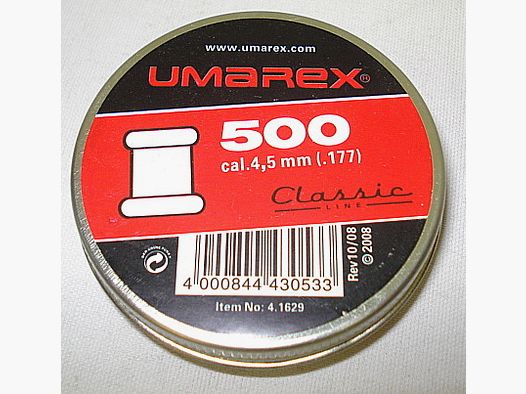 www.umarex.com
UMAREX®
500
cal.4,5 mm (.177)
Classic
LINE
4 000844 430533
Rev10/08
© 2008
Item No: 4.1629